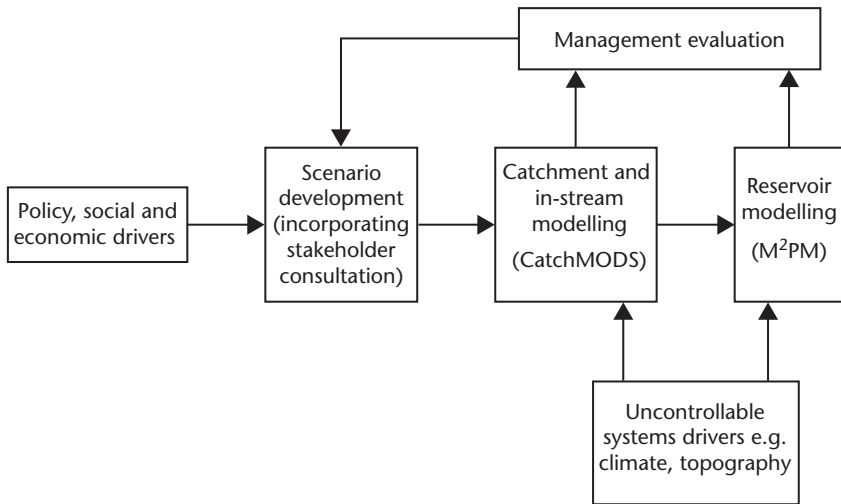 Management evaluation
Policy, social and
economic drivers
Scenario
development
(incorporating
stakeholder
consultation)
Catchment and
in-stream
modelling
(CatchMODS)
Reservoir
modelling
(M²PM)
Uncontrollable
systems drivers e.g.
climate, topography